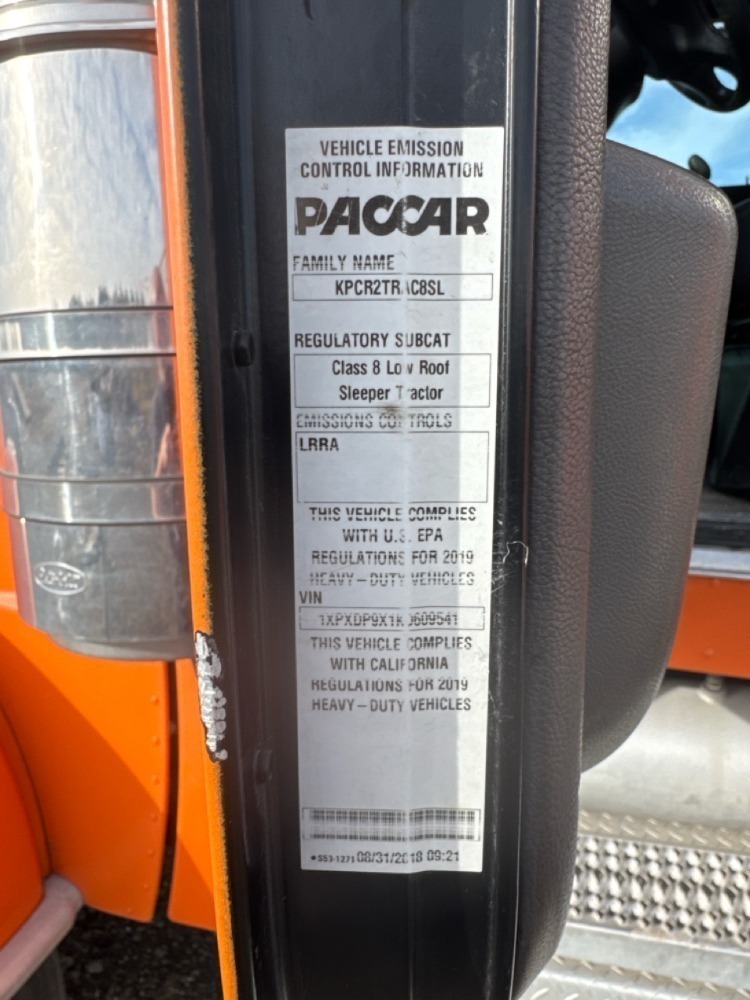 VEHICLE EMISSION
CONTROL INFORMATION
PACCAR
FAMILY NAME
KPCR2TRAC8SL
REGULATORY SUBCAT
Class 8 Low Roof
Sleeper Tractor
EMISSIONS CONTROLS
LRRA
THIS VEHICLE COMPLIES
WITH U.S. EPA
REGULATIONS FOR 2019
HEAVY-DUTY VEHICLES
VIN
1XPXDP9X1KD609541
THIS VEHICLE COMPLIES
WITH CALIFORNIA
REGULATIONS FOR 2019
HEAVY-DUTY VEHICLES
S53-1271 08/31/2018 09:21